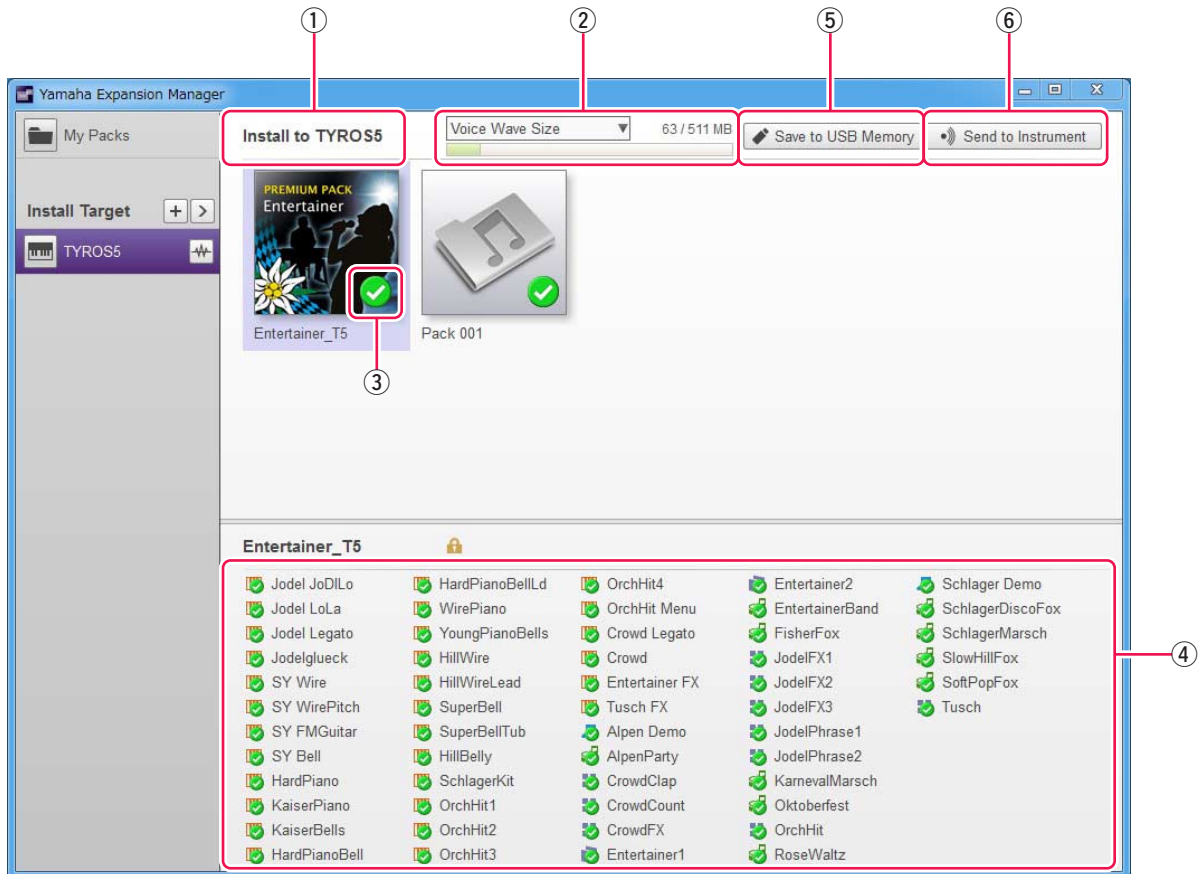 ① ② ⑤ ⑥
Yamaha Expansion Manager
My Packs
Install to TYROS5
Voice Wave Size
63 / 511 MB
Save to USB Memory
Send to Instrument
Install Target
TYROS5
PREMIUM PACK
Entertainer
Entertainer_T5
Pack 001
③
Entertainer_T5
④
Jodel JoDlLo
Jodel LoLa
Jodel Legato
Jodelglueck
SY Wire
SY WirePitch
SY FMGuitar
SY Bell
HardPiano
KaiserPiano
KaiserBells
HardPianoBell
HardPianoBellLd
WirePiano
YoungPianoBells
HillWire
HillWireLead
SuperBell
SuperBellTub
HillBelly
SchlagerKit
OrchHit1
OrchHit2
OrchHit3
OrchHit4
OrchHit Menu
Crowd Legato
Crowd
Entertainer FX
Tusch FX
Alpen Demo
AlpenParty
CrowdClap
CrowdCount
CrowdFX
Entertainer1
Entertainer2
EntertainerBand
FisherFox
JodelFX1
JodelFX2
JodelFX3
JodelPhrase1
JodelPhrase2
KarnevalMarsch
Oktoberfest
OrchHit
RoseWaltz
Schlager Demo
SchlagerDiscoFox
SchlagerMarsch
SlowHillFox
SoftPopFox
Tusch